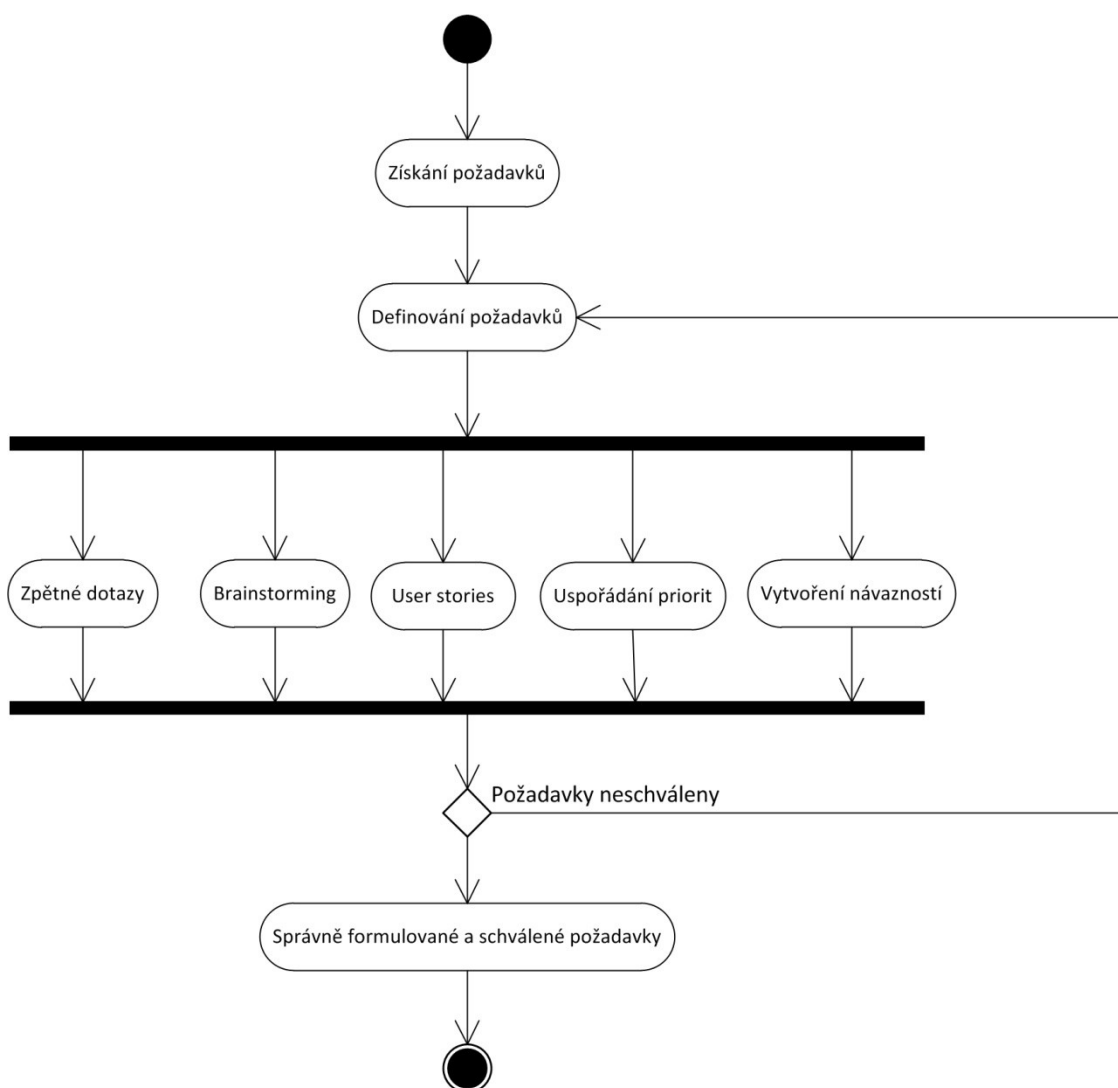 Získání požadavků
Definování požadavků
Zpětné dotazy
Brainstorming
User stories
Uspořádání priorit
Vytvoření návazností
Požadavky neschváleny
Správně formulované a schválené požadavky